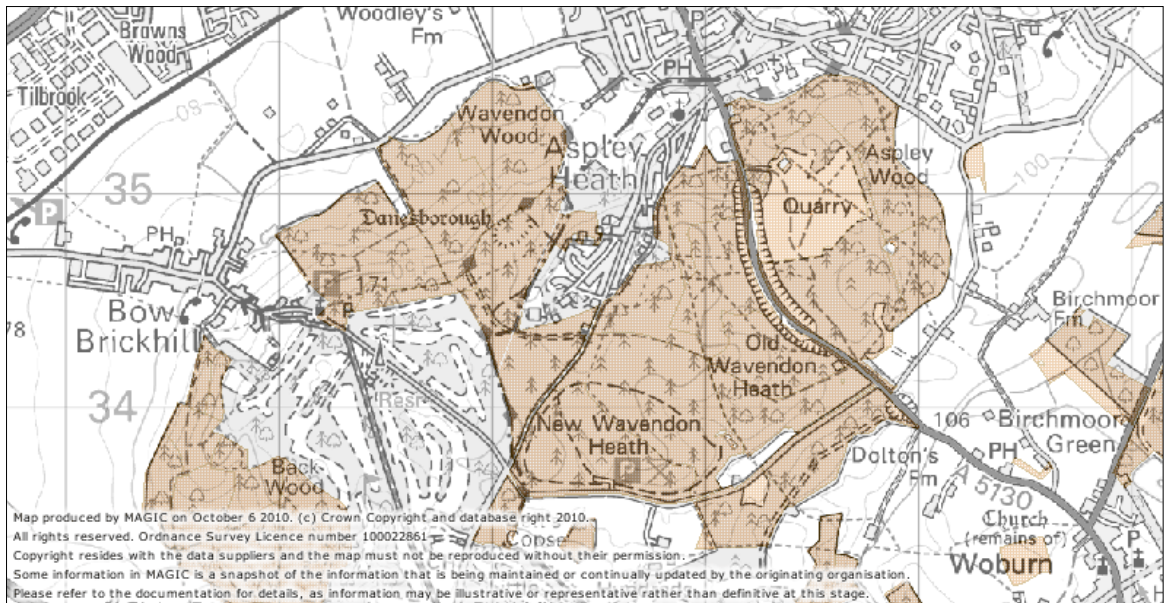 Woodley's
Fm
Browns
Wood
Tilbrook
P
PH
Wavendon
Wood
Aspley
Heath
Aspley
Wood
100
35
80
Danesborough
Quarry
P
PH
P
171
P
Bow
Brickhill
78
Birchmoor
Fm
Old
Wavendon
Heath
34
Resr
New Wavendon
Heath
P
106
Birchmoor
Green
PH
Dolton's
Fm
Back
Wood
A 5730
Church
(remains of)
Woburn
P
P
H
Copse
Map produced by MAGIC on October 6 2010. (c) Crown Copyright and database right 2010.
All rights reserved. Ordnance Survey Licence number 100022861
Copyright resides with the data suppliers and the map must not be reproduced without their permission.
Some information in MAGIC is a snapshot of the information that is being maintained or continually updated by the originating organisation.
Please refer to the documentation for details, as information may be illustrative or representative rather than definitive at this stage.